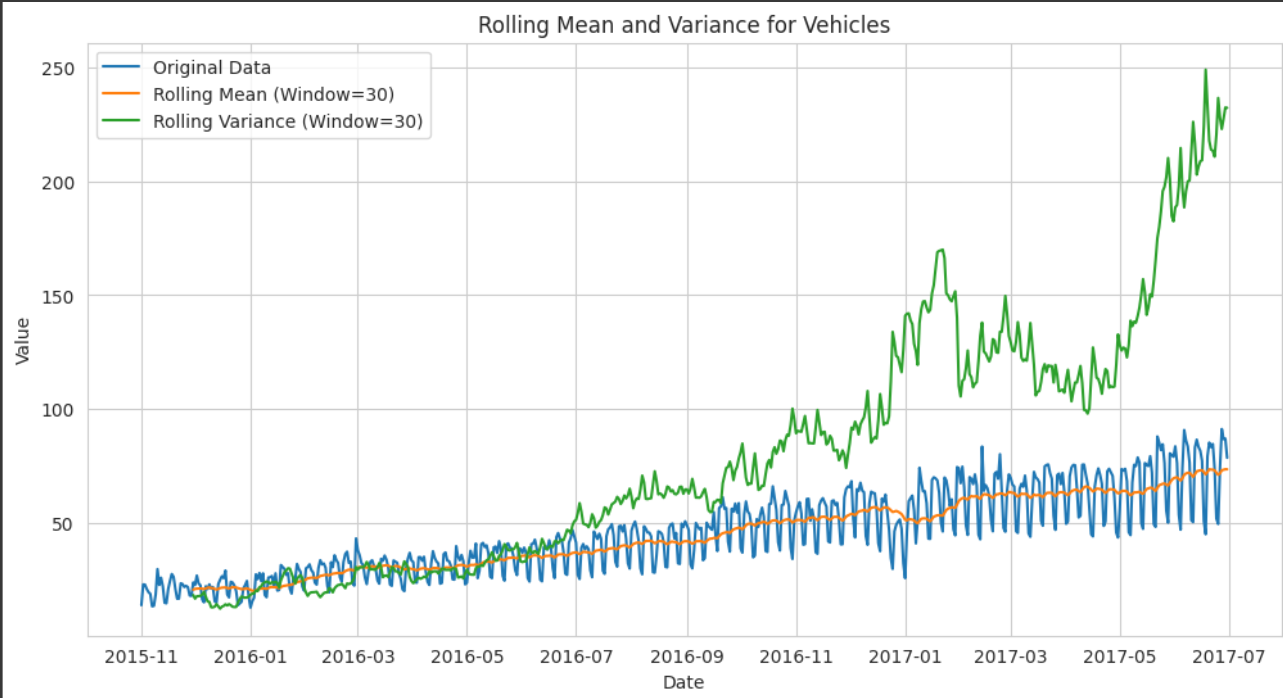 Rolling Mean and Variance for Vehicles
Original Data
Rolling Mean (Window=30)
Rolling Variance (Window=30)
250
200
150
100
50
Value
2015-11 2016-01 2016-03 2016-05 2016-07 2016-09 2016-11 2017-01 2017-03 2017-05 2017-07
Date